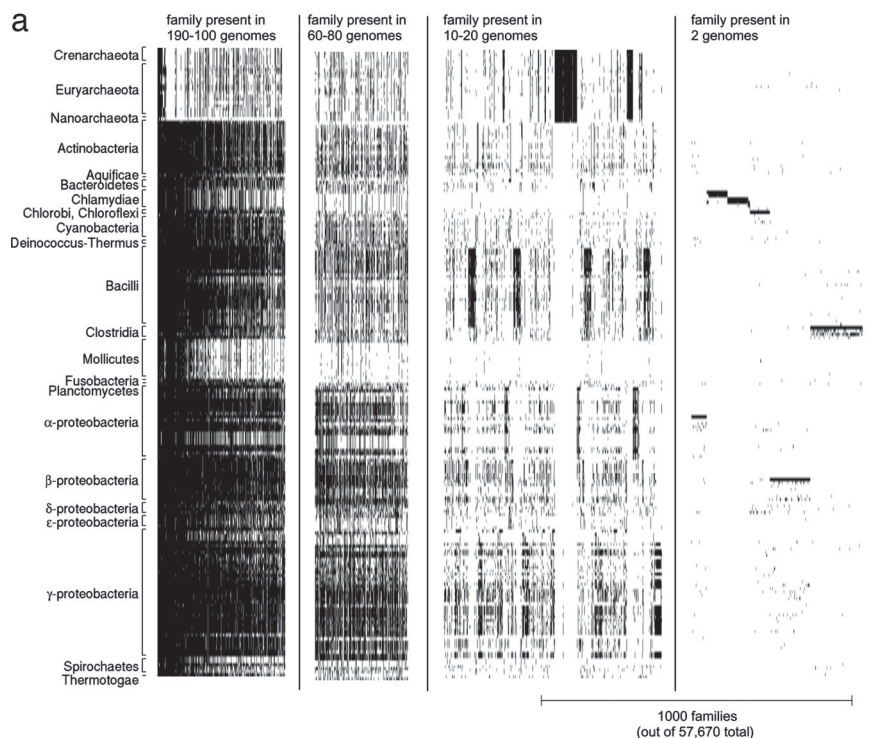 a
family present in
190-100 genomes
family present in
60-80 genomes
family present in
10-20 genomes
family present in
2 genomes
Crenarchaeota
Euryarchaeota
Nanoarchaeota
Actinobacteria
Aquificae
Bacteroidetes
Chlamydiae
Chlorobi, Chloroflexi
Cyanobacteria
Deinococcus-Thermus
Bacilli
Clostridia
Mollicutes
Fusobacteria
Planctomycetes
α-proteobacteria
β-proteobacteria
δ-proteobacteria
ε-proteobacteria
γ-proteobacteria
Spirochaetes
Thermotogae
1000 families
(out of 57,670 total)